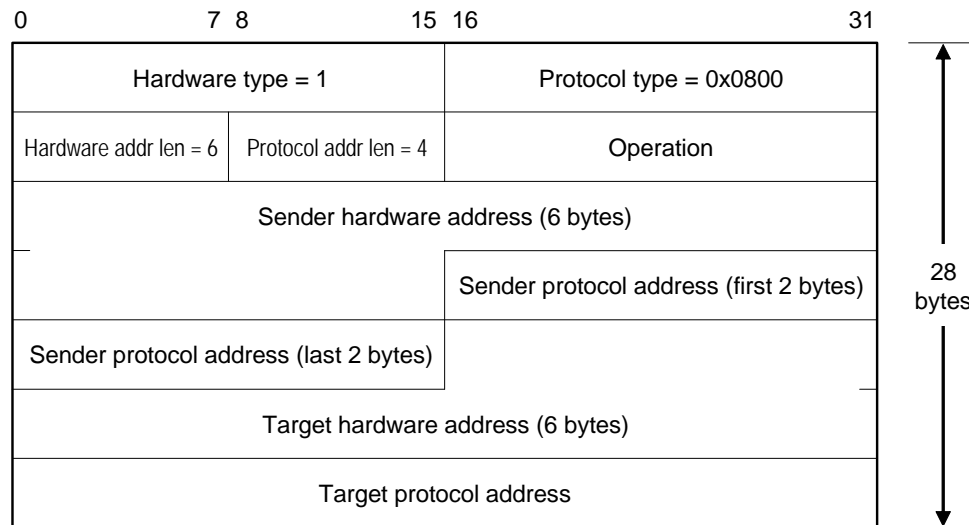 0 7 8 15 16 31
Hardware type = 1 Protocol type = 0x0800
Hardware addr len = 6 Protocol addr len = 4 Operation
Sender hardware address (6 bytes)
Sender protocol address (first 2 bytes)
28
bytes
Sender protocol address (last 2 bytes)
Target hardware address (6 bytes)
Target protocol address